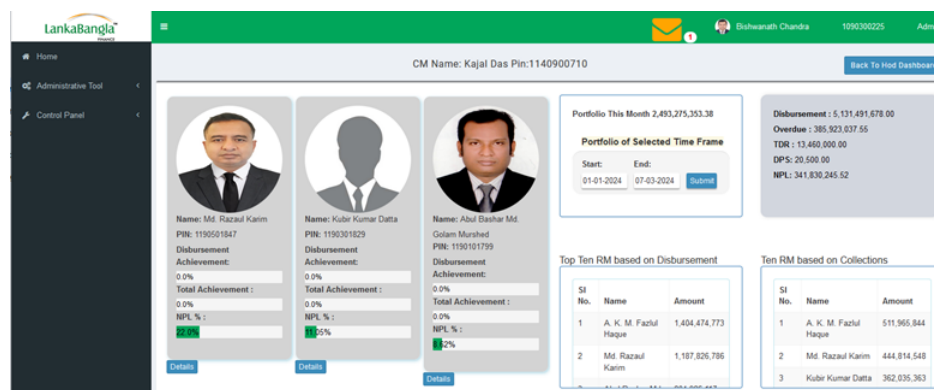 LankaBangla
FINANCE
1
Bishwanath Chandra
1090300225
Home
Administrative Tool
Control Panel
CM Name: Kajal Das Pin:1140900710
Back To Hod Dashboar
Name: Md. Razaul Karim
PIN: 1190501847
Disbursement
Achievement:
0.0%
Total Achievement :
0.0%
NPL % :
22.0%
Details
Name: Kubir Kumar Datta
PIN: 1190301829
Disbursement
Achievement:
0.0%
Total Achievement :
0.0%
NPL % :
11.05%
Details
Name: Abul Bashar Md.
Golam Murshed
PIN: 1190101799
Disbursement
Achievement:
0.0%
Total Achievement :
0.0%
NPL % :
8.62%
Details
Portfolio This Month 2,493,275,353.38
Portfolio of Selected Time Frame
Start: End:
01-01-2024 07-03-2024 Submit
Disbursement : 5,131,491,678.00
Overdue : 385,923,037.55
TDR : 13,460,000.00
DPS: 20,500.00
NPL: 341,830,245.52
Top Ten RM based on Disbursement
SI
No. Name Amount
1 A. K. M. Fazlul
Haque 1,404,474,773
2 Md. Razaul
Karim 1,187,826,786
Ten RM based on Collections
SI
No. Name Amount
1 A. K. M. Fazlul
Haque 511,965,844
2 Md. Razaul Karim 444,814,548
3 Kubir Kumar Datta 362,035,363